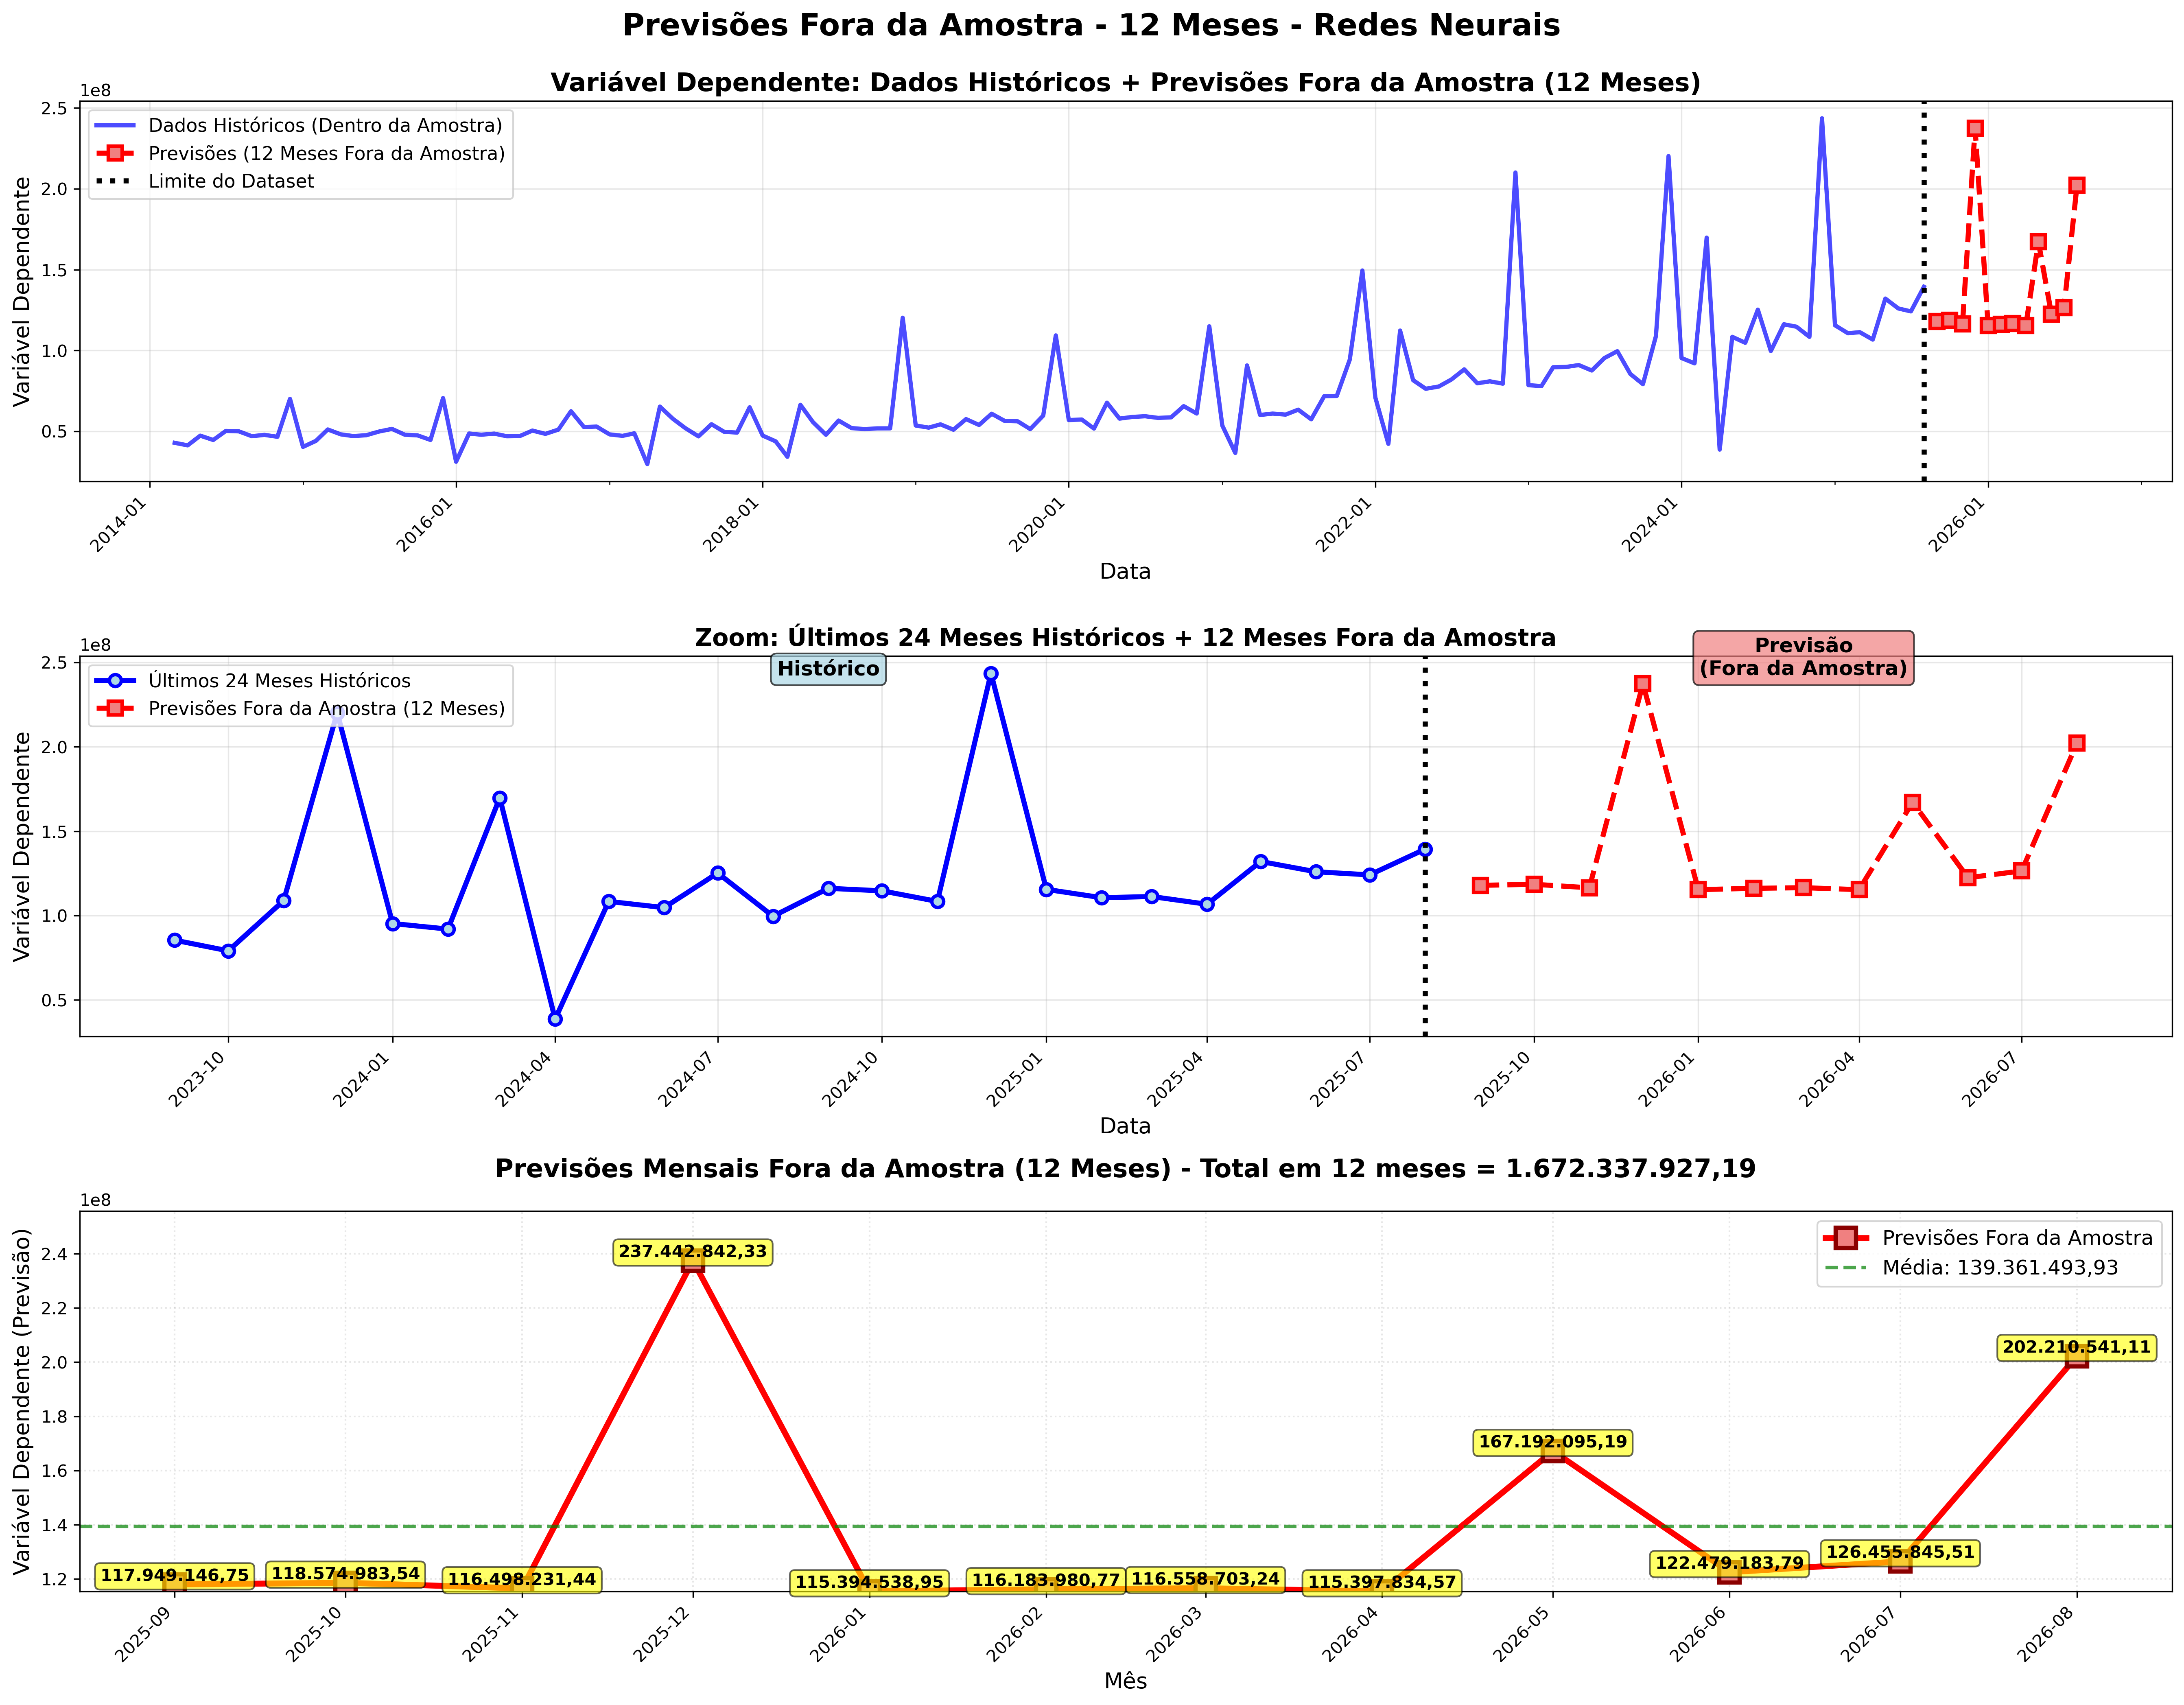 Previsões Fora da Amostra - 12 Meses - Redes Neurais
Variável Dependente: Dados Históricos + Previsões Fora da Amostra (12 Meses)
1e8
Dados Históricos (Dentro da Amostra)
Previsões (12 Meses Fora da Amostra)
Limite do Dataset
Variável Dependente
2.5
2.0
1.5
1.0
0.5
2014-01
2016-01
2018-01
2020-01
2022-01
2024-01
2026-01
Data
Zoom: Últimos 24 Meses Históricos + 12 Meses Fora da Amostra
1e8
Últimos 24 Meses Históricos
Previsões Fora da Amostra (12 Meses)
Histórico
Previsão
(Fora da Amostra)
Variável Dependente
2.5
2.0
1.5
1.0
0.5
2023-10
2024-01
2024-04
2024-07
2024-10
2025-01
2025-04
2025-07
2025-10
2026-01
2026-04
2026-07
Data
Previsões Mensais Fora da Amostra (12 Meses) - Total em 12 meses = 1.672.337.927,19
1e8
Previsões Fora da Amostra
Média: 139.361.493,93
Variável Dependente (Previsão)
2.4
2.2
2.0
1.8
1.6
1.4
1.2
117.949.146,75
118.574.983,54
116.498.231,44
237.442.842,33
115.394.538,95
116.183.980,77
116.558.703,24
115.397.834,57
167.192.095,19
122.479.183,79
126.455.845,51
202.210.541,11
2025-09
2025-10
2025-11
2025-12
2026-01
2026-02
2026-03
2026-04
2026-05
2026-06
2026-07
2026-08
Mês